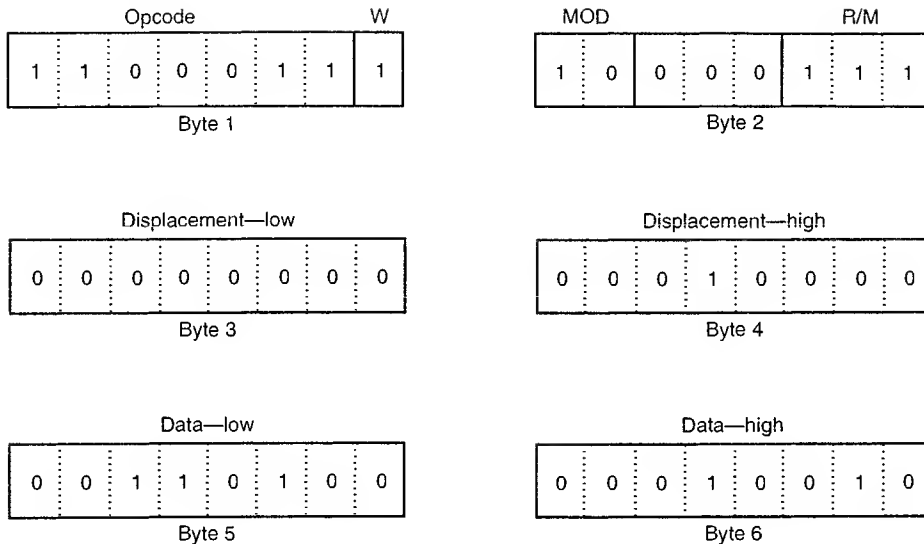 Opcode W MOD R/M
1 1 0 0 0 1 1 1 1 0 0 0 0 1 1 1
Byte 1 Byte 2
Displacement—low Displacement—high
0 0 0 0 0 0 0 0 0 0 0 1 0 0 0 0
Byte 3 Byte 4
Data—low Data—high
0 0 1 1 0 1 0 0 0 0 0 1 0 0 1 0
Byte 5 Byte 6